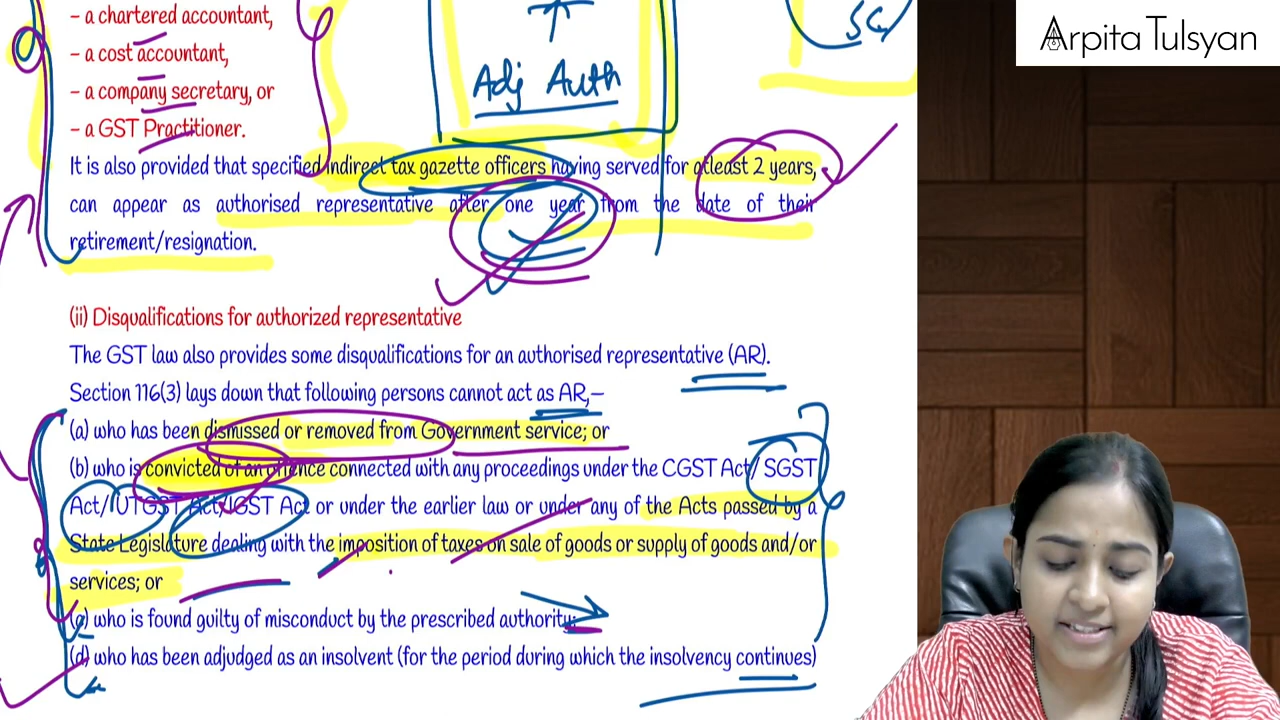 – a chartered accountant,
– a cost accountant,
– a company secretary, or
– a GST Practitioner.
Adj Auth
Arpita Tulsyan
It is also provided that specified indirect tax gazette officers having served for atleast 2 years,
can appear as authorised representative after one year from the date of their
retirement/resignation.
(ii) Disqualifications for authorized representative
The GST law also provides some disqualifications for an authorised representative (AR).
Section 116(3) lays down that following persons cannot act as AR,–
(a) who has been dismissed or removed from Government service; or
(b) who is convicted of an offence connected with any proceedings under the CGST Act/ SGST
Act/ UTGST Act/IGST Act or under the earlier law or under any of the Acts passed by a
State Legislature dealing with the imposition of taxes on sale of goods or supply of goods and/or
services; or
(c) who is found guilty of misconduct by the prescribed authority;
(d) who has been adjudged as an insolvent (for the period during which the insolvency continues)